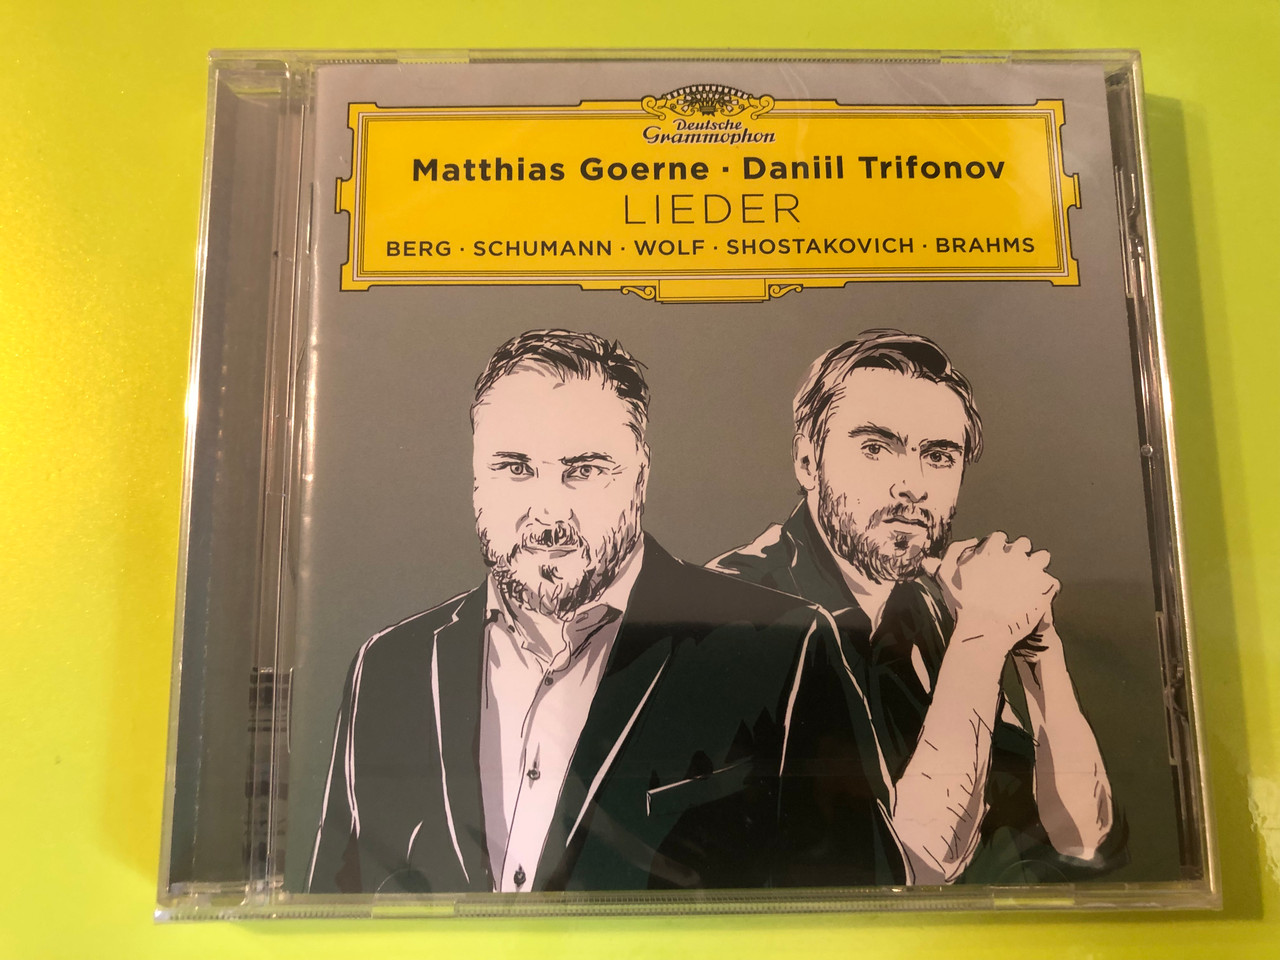 Deutsche
Grammophon
Matthias Goerne · Daniil Trifonov
LIEDER
BERG · SCHUMANN · WOLF · SHOSTAKOVICH · BRAHMS